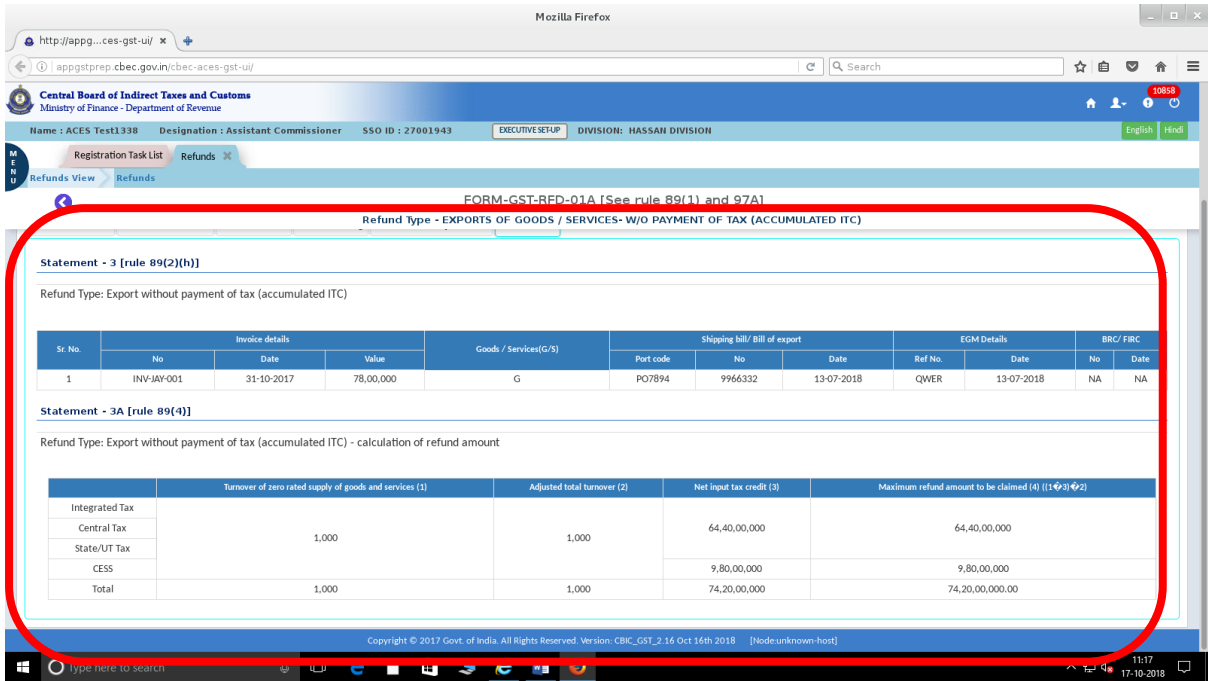 Mozilla Firefox
http://appg...ces-gst-ui/
appgstprep.cbec.gov.in/cbec-aces-gst-ui/
Search
Central Board of Indirect Taxes and Customs
Ministry of Finance - Department of Revenue
10858
Name : ACES Test1338 Designation : Assistant Commissioner SSO ID : 27001943 EXECUTIVE SETUP DIVISION: HASSAN DIVISION English Hindi
MENU
Registration Task List Refunds
Refunds View Refunds
FORM-GST-RFD-01A [See rule 89(1) and 97A]
Refund Type - EXPORTS OF GOODS / SERVICES- W/O PAYMENT OF TAX (ACCUMULATED ITC)
Statement - 3 [rule 89(2)(h)]
Refund Type: Export without payment of tax (accumulated ITC)
Sr. No. Invoice details Goods / Services(G/S) Shipping bill/ Bill of export EGM Details BRC/ FIRC
No Date Value Port code No Date Ref No. Date No Date
1 INV-JAY-001 31-10-2017 78,00,000 G PO7894 9966332 13-07-2018 QWER 13-07-2018 NA NA
Statement - 3A [rule 89(4)]
Refund Type: Export without payment of tax (accumulated ITC) - calculation of refund amount
Turnover of zero rated supply of goods and services (1) Adjusted total turnover (2) Net input tax credit (3) Maximum refund amount to be claimed (4) ((1�3)�2)
Integrated Tax
Central Tax 1,000 1,000 64,40,00,000 64,40,00,000
State/UT Tax
CESS 9,80,00,000 9,80,00,000
Total 1,000 1,000 74,20,00,000 74,20,00,000.00
Copyright © 2017 Govt. of India. All Rights Reserved. Version: CBIC_GST_2.16 Oct 16th 2018 [Node:unknown-host]
Type here to search
11:17
17-10-2018